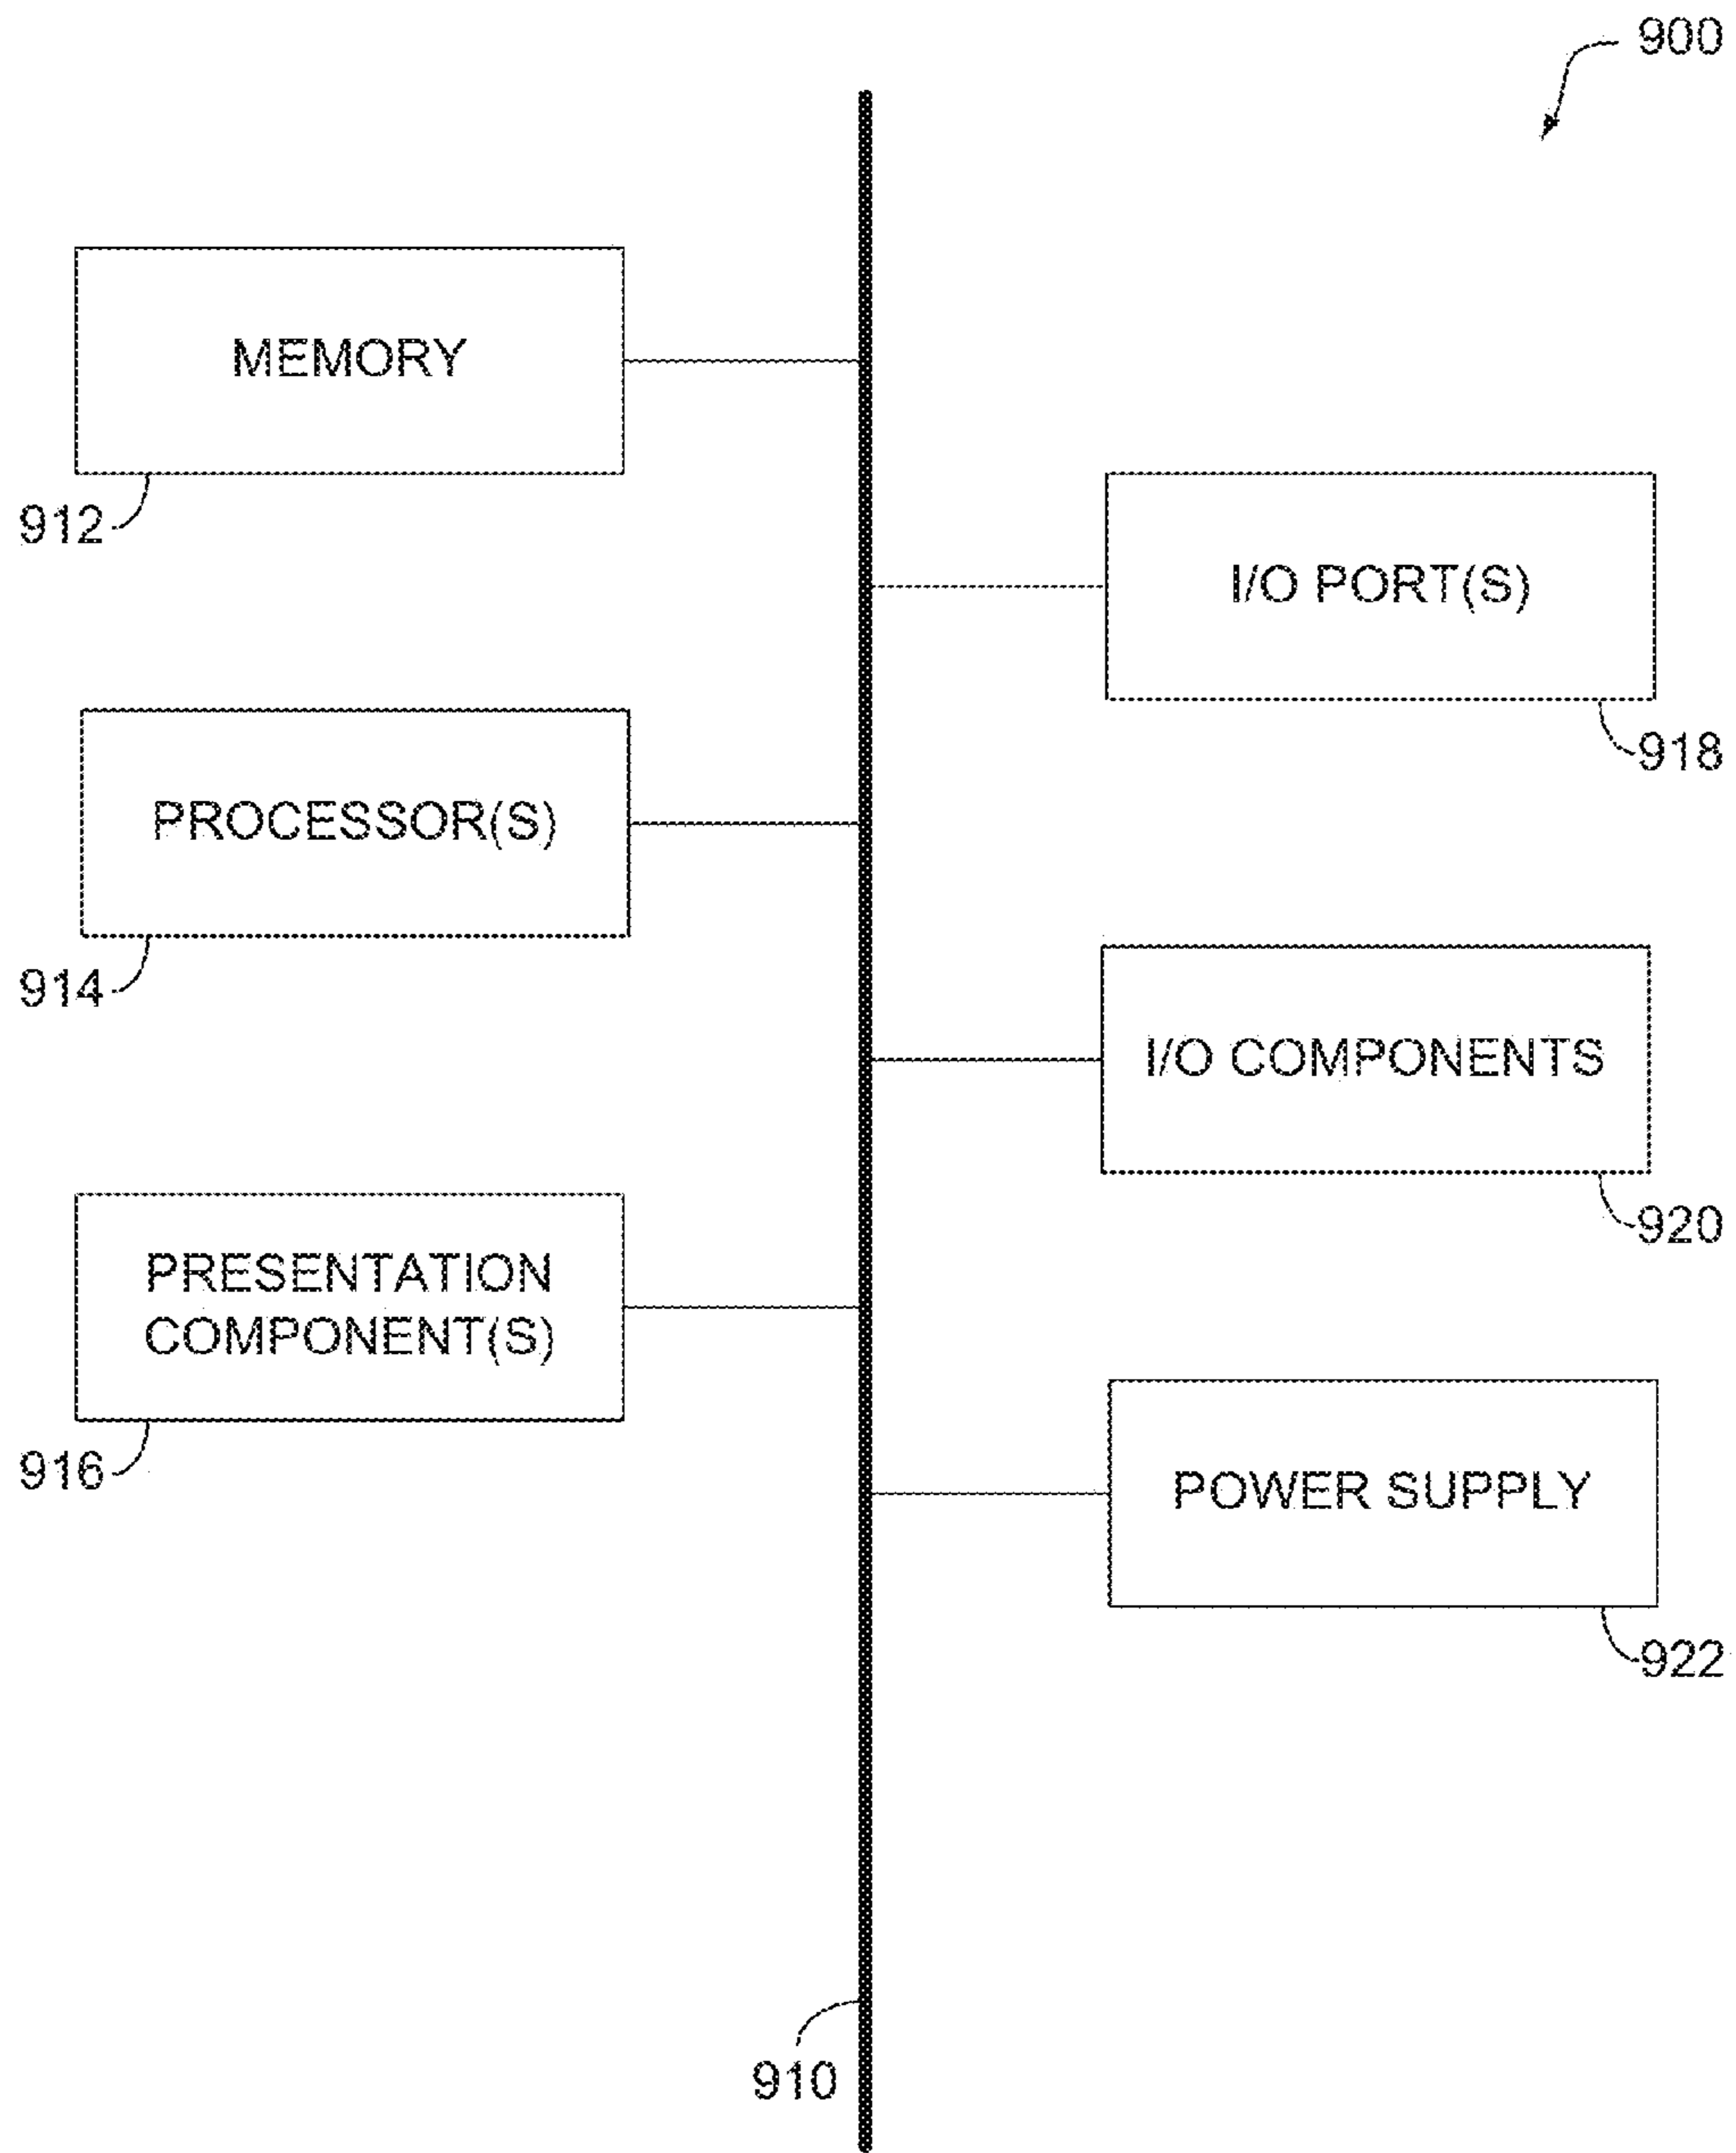 900
MEMORY
912
I/O PORT(S)
918
PROCESSOR(S)
914
I/O COMPONENTS
920
PRESENTATION
COMPONENT(S)
916
POWER SUPPLY
922
910